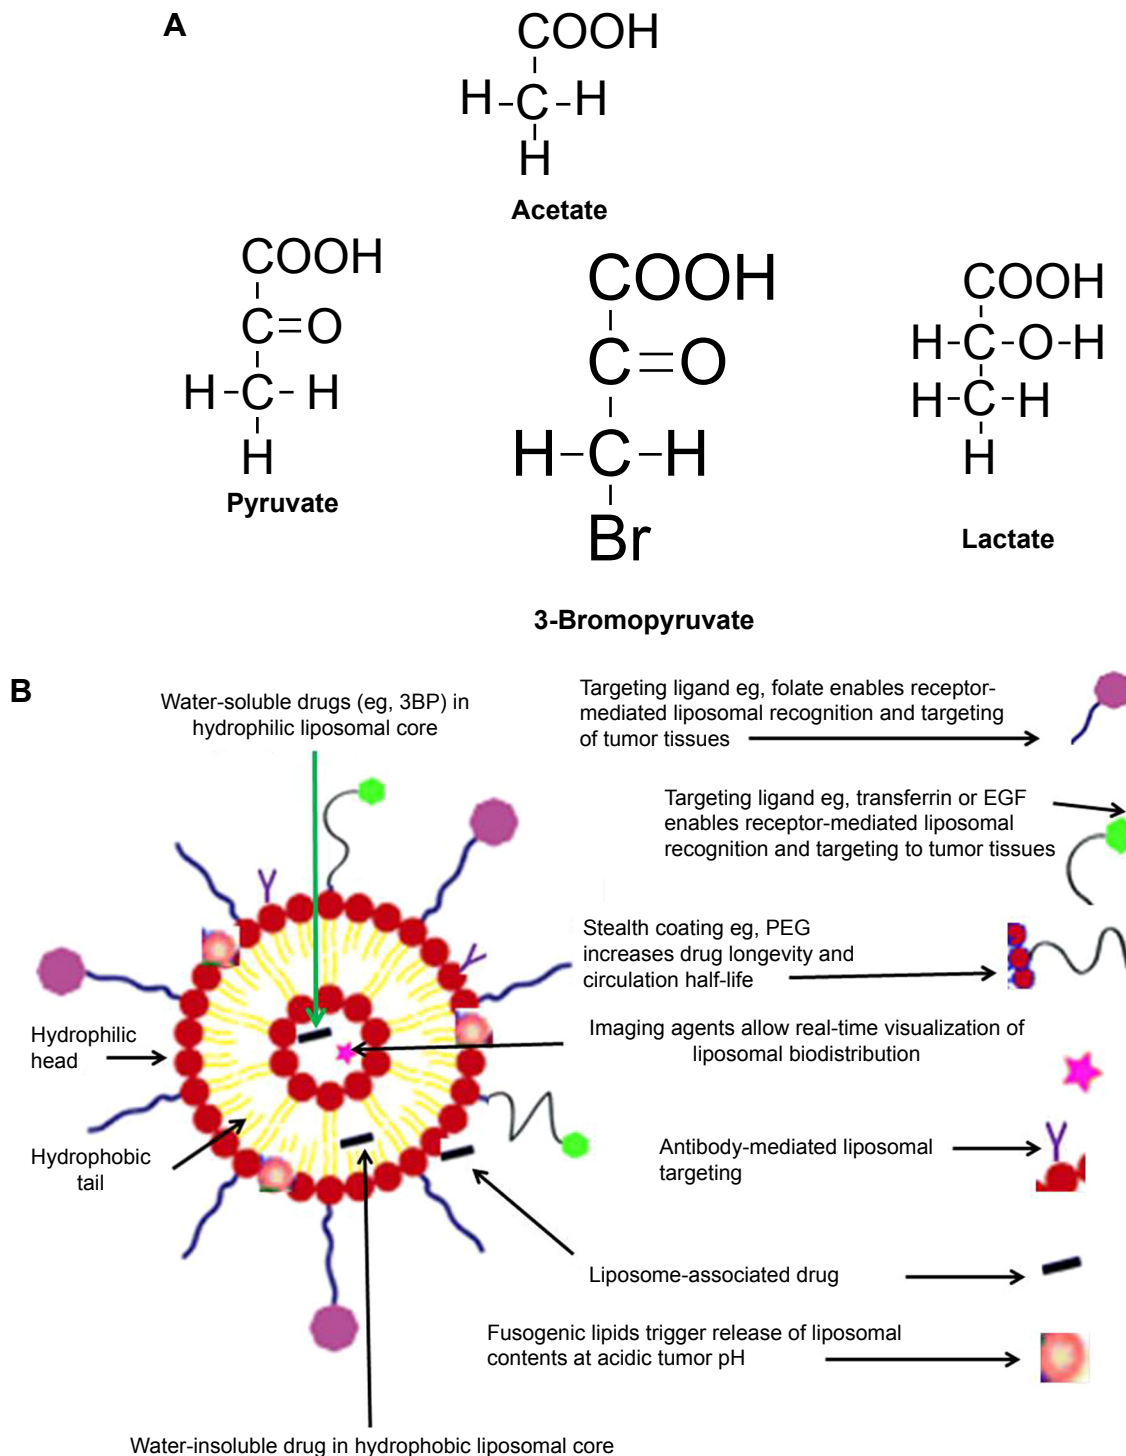 A
COOH
H-C-H
H
Acetate
COOH
C=O
H-C-H
H
Pyruvate
COOH
C=O
H-C-H
Br
3-Bromopyruvate
COOH
H-C-O-H
H-C-H
H
Lactate
B
Water-soluble drugs (eg, 3BP) in
hydrophilic liposomal core
Targeting ligand eg, folate enables receptor-
mediated liposomal recognition and targeting
of tumor tissues
Targeting ligand eg, transferrin or EGF
enables receptor-mediated liposomal
recognition and targeting to tumor tissues
Stealth coating eg, PEG
increases drug longevity and
circulation half-life
Imaging agents allow real-time visualization of
liposomal biodistribution
Hydrophilic
head
Hydrophobic
tail
Antibody-mediated liposomal
targeting
Liposome-associated drug
Fusogenic lipids trigger release of liposomal
contents at acidic tumor pH
Water-insoluble drug in hydrophobic liposomal core